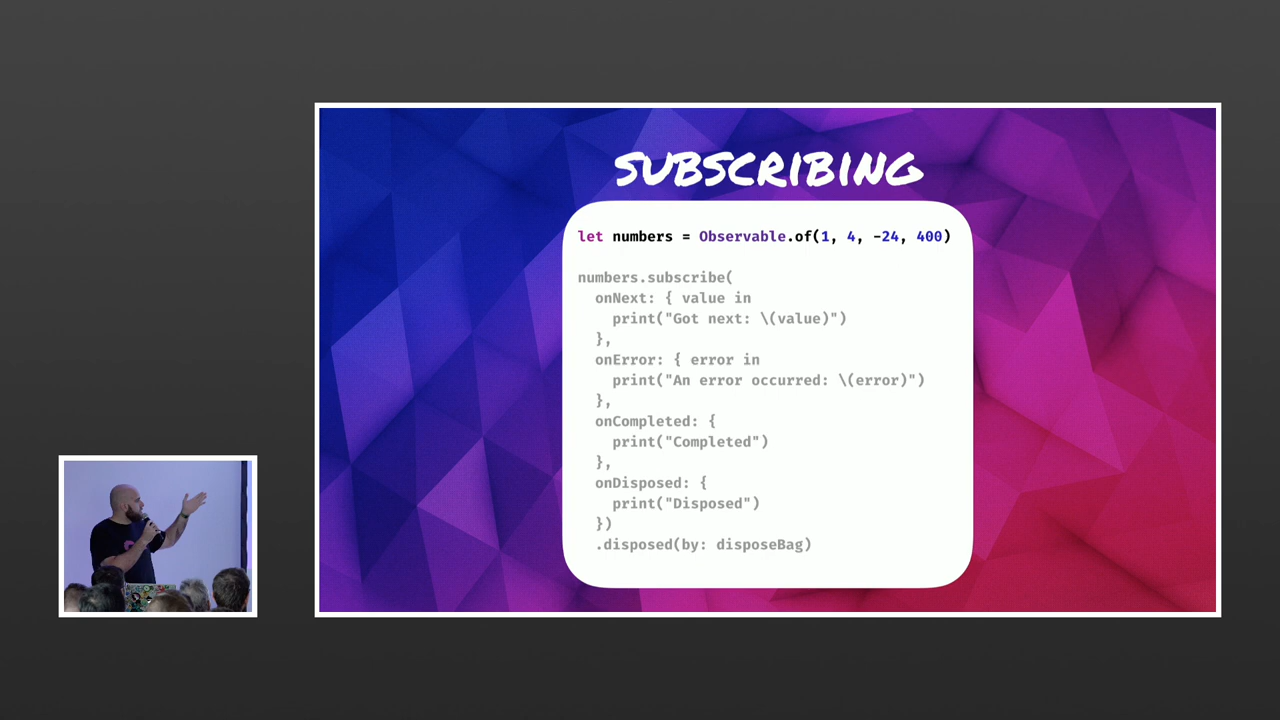 SUBSCRIBING
let numbers = Observable.of(1, 4, -24, 400)
numbers.subscribe(
onNext: { value in
print("Got next: \(value)")
},
onError: { error in
print("An error occurred: \(error)")
},
onCompleted: {
print("Completed")
},
onDisposed: {
print("Disposed")
})
.disposed(by: disposeBag)